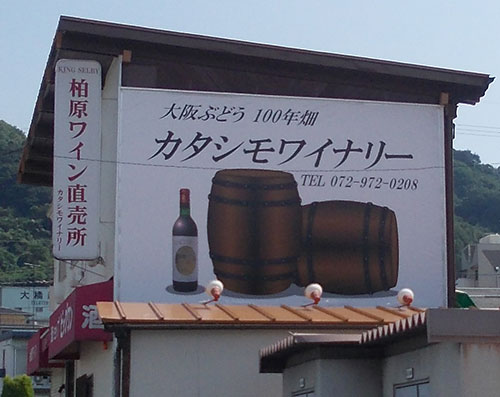 KING SELBY
柏原ワイン直売所
カタシモワイナリー
大阪ぶどう 100年畑
カタシモワイナリー
TEL 072-972-0208
酒